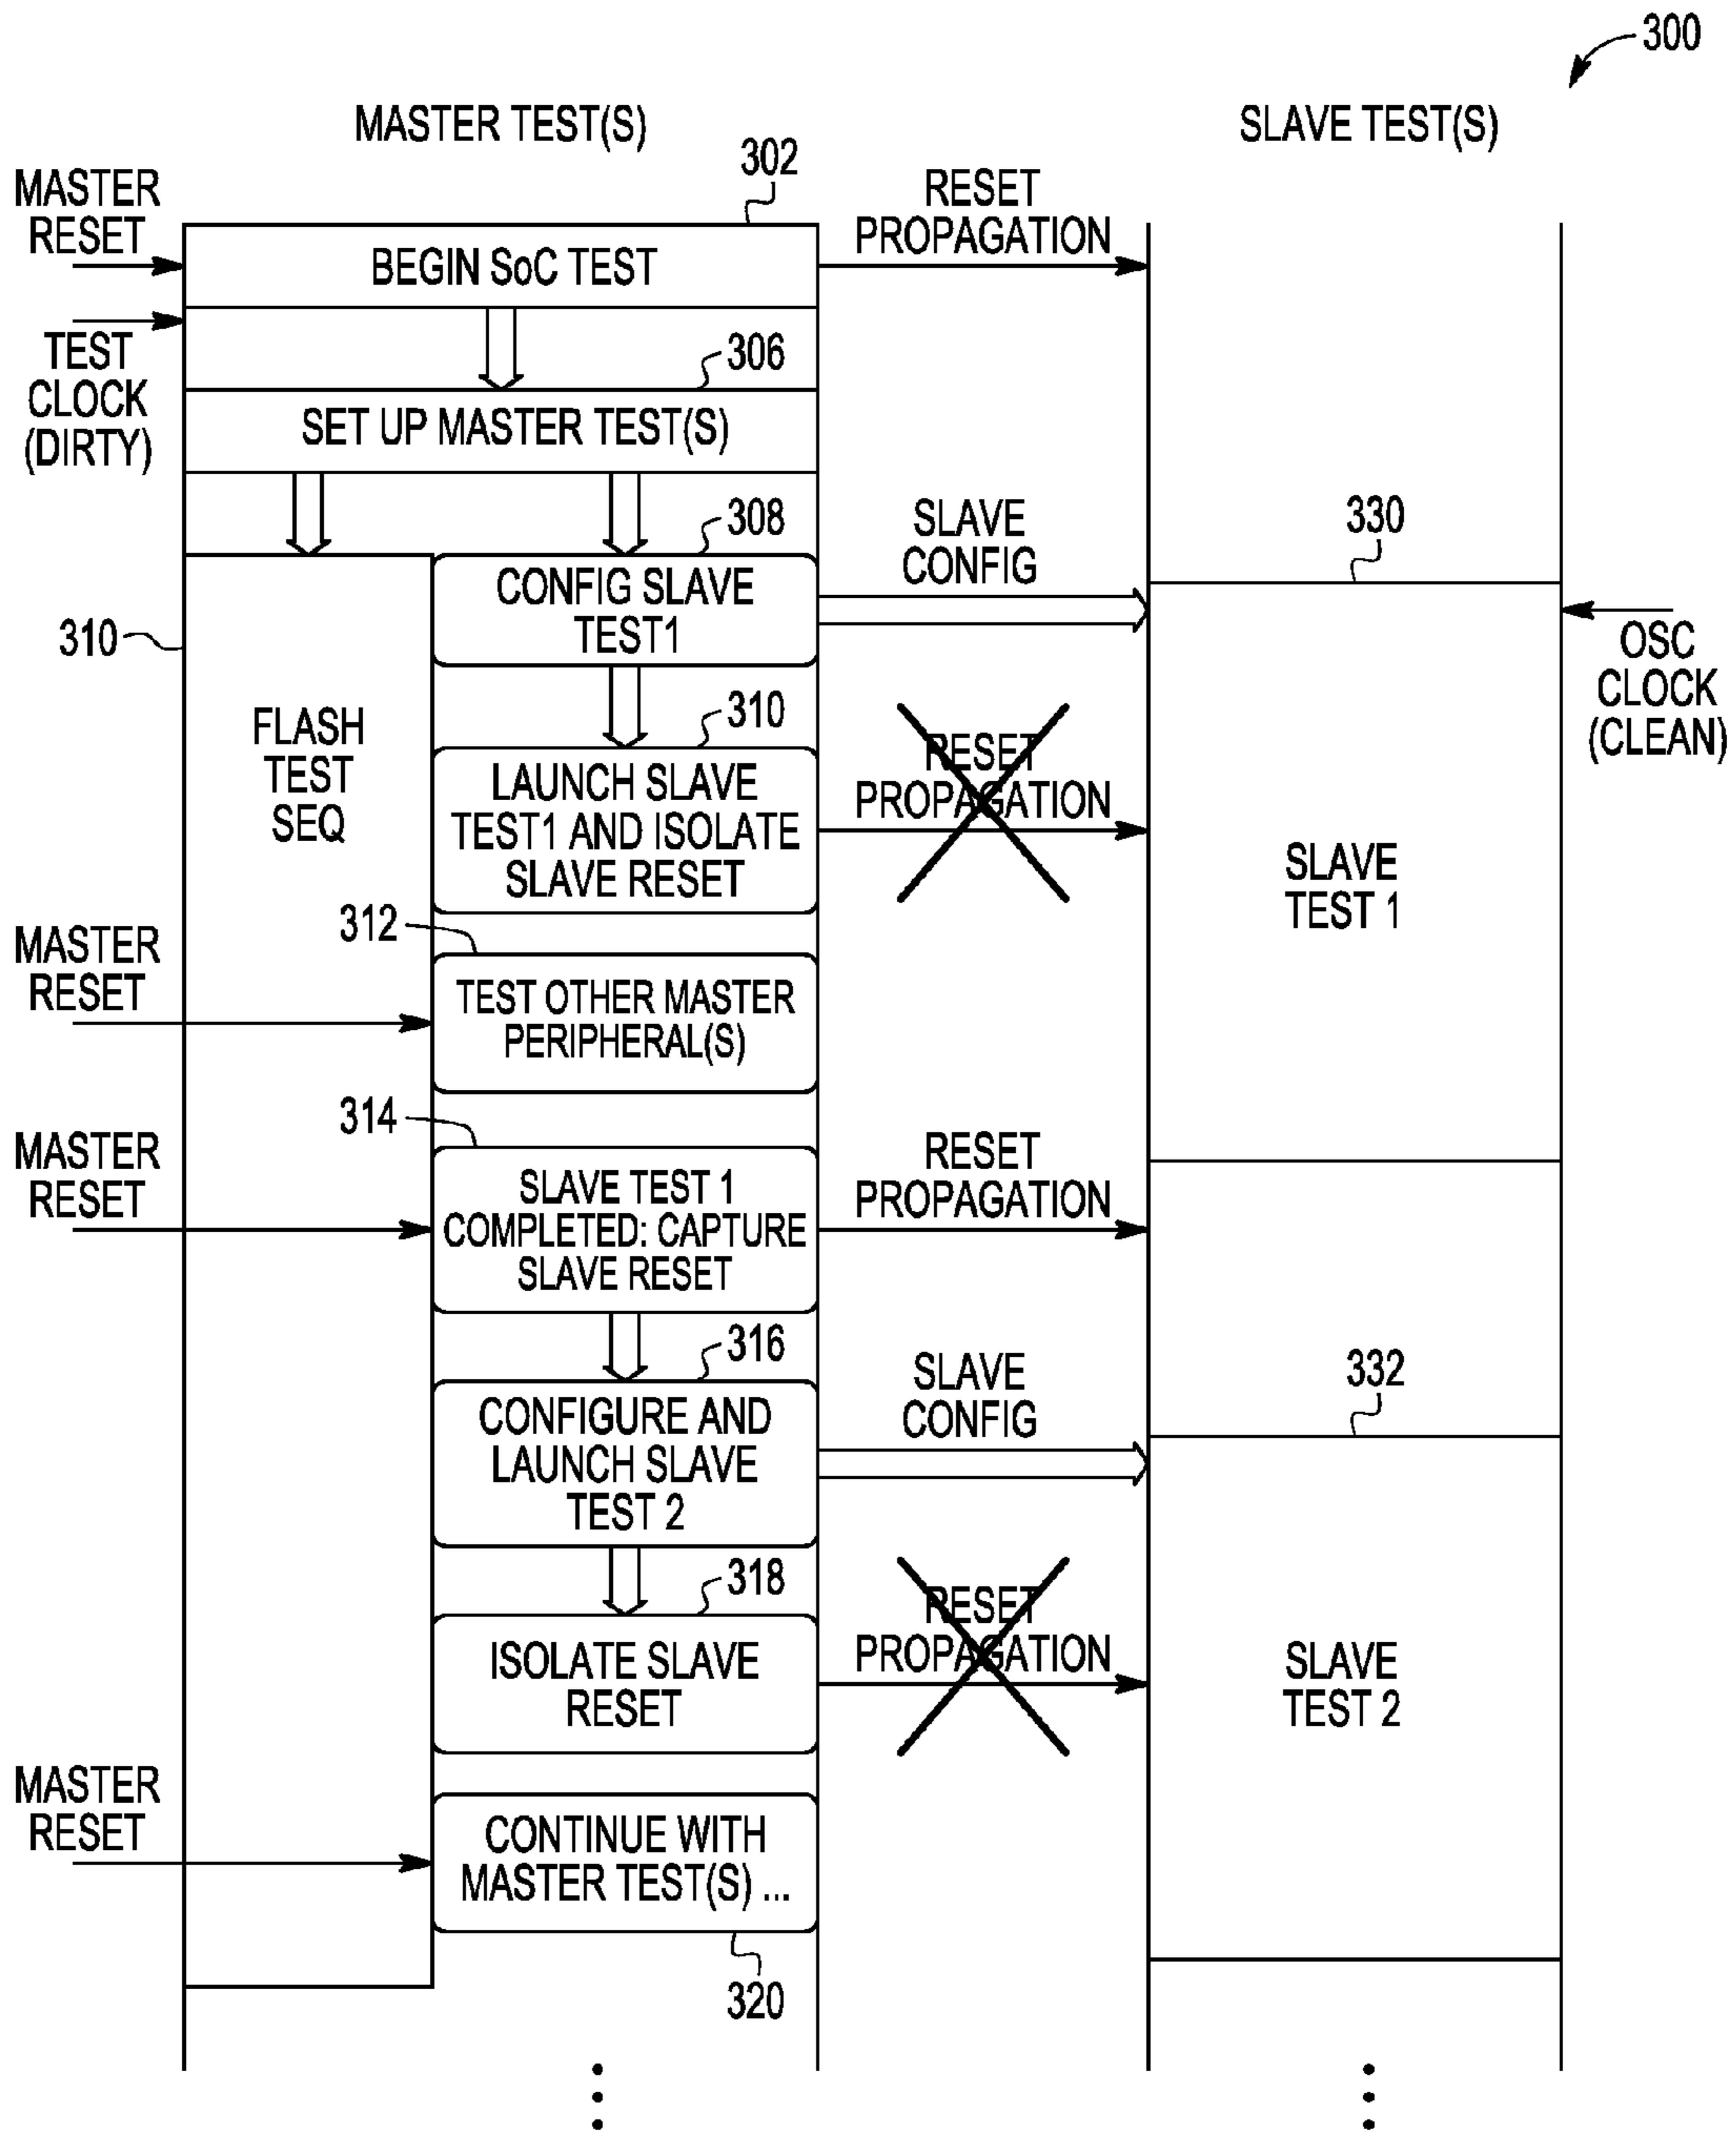 300
MASTER TEST(S)
SLAVE TEST(S)
302
MASTER
RESET
BEGIN SoC TEST
RESET
PROPAGATION
TEST
CLOCK
(DIRTY)
306
SET UP MASTER TEST(S)
308
CONFIG SLAVE
TEST1
SLAVE
CONFIG
330
OSC
CLOCK
(CLEAN)
310
FLASH
TEST
SEQ
310
LAUNCH SLAVE
TEST1 AND ISOLATE
SLAVE RESET
RESET
PROPAGATION
SLAVE
TEST 1
312
MASTER
RESET
TEST OTHER MASTER
PERIPHERAL(S)
314
MASTER
RESET
SLAVE TEST 1
COMPLETED: CAPTURE
SLAVE RESET
RESET
PROPAGATION
316
CONFIGURE AND
LAUNCH SLAVE
TEST 2
SLAVE
CONFIG
332
318
ISOLATE SLAVE
RESET
RESET
PROPAGATION
SLAVE
TEST 2
MASTER
RESET
CONTINUE WITH
MASTER TEST(S) ...
320